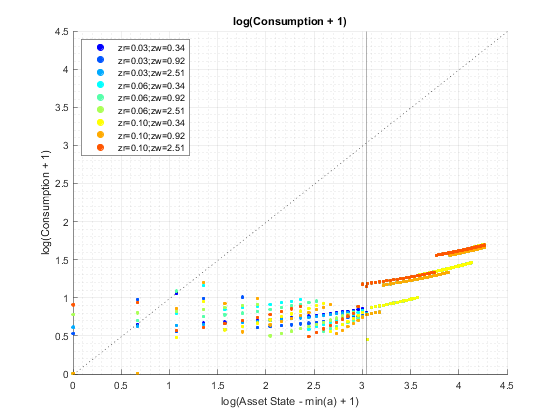 log(Consumption + 1)
4.5
4
3.5
3
2.5
2
1.5
1
0.5
0
log(Consumption + 1)
zr=0.03;zw=0.34
zr=0.03;zw=0.92
zr=0.03;zw=2.51
zr=0.06;zw=0.34
zr=0.06;zw=0.92
zr=0.06;zw=2.51
zr=0.10;zw=0.34
zr=0.10;zw=0.92
zr=0.10;zw=2.51
0 0.5 1 1.5 2 2.5 3 3.5 4 4.5
log(Asset State - min(a) + 1)